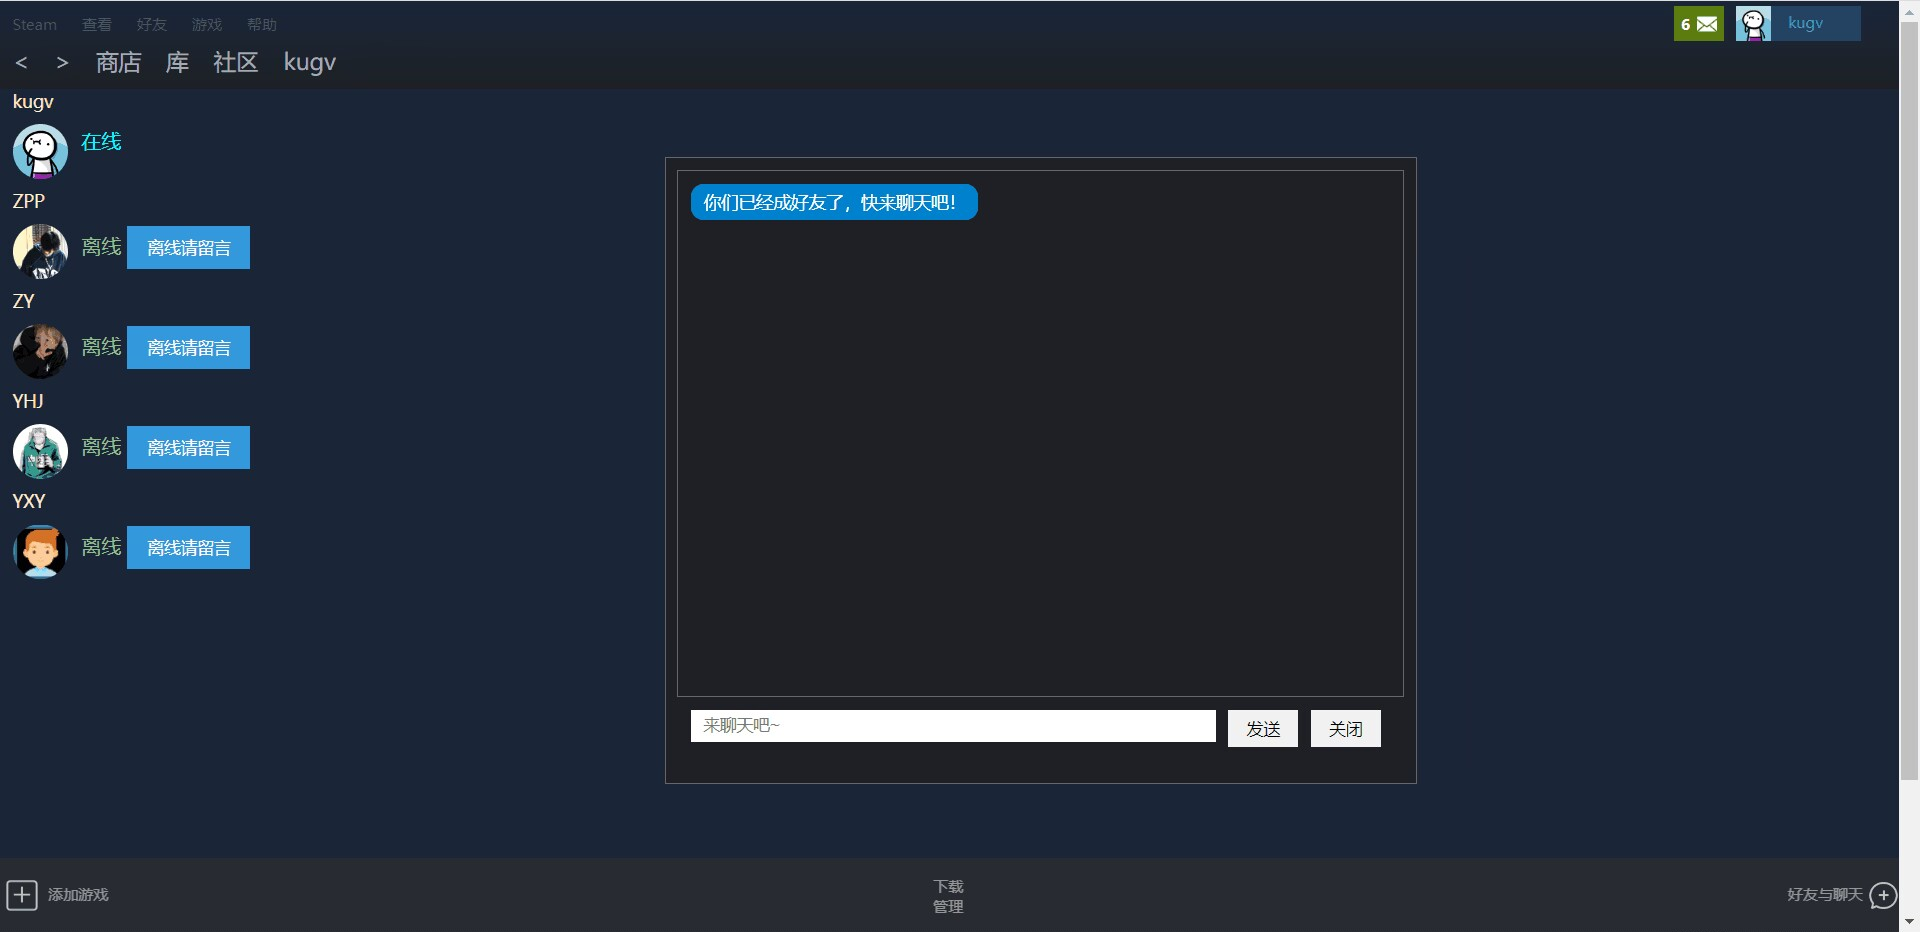 Steam 查看 好友 游戏 帮助
6 kugv
< > 商店 库 社区 kugv
kugv
在线
ZPP
离线 离线请留言
ZY
离线 离线请留言
YHJ
离线 离线请留言
YXY
离线 离线请留言
你们已经成好友了，快来聊天吧！
来聊天吧~ 发送 关闭
添加游戏
下载
管理
好友与聊天